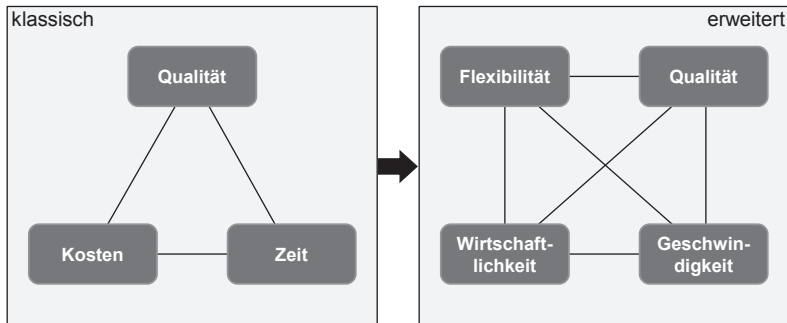 klassisch
Qualität
Kosten
Zeit
erweitert
Flexibilität
Qualität
Wirtschaft-
lichkeit
Geschwin-
digkeit